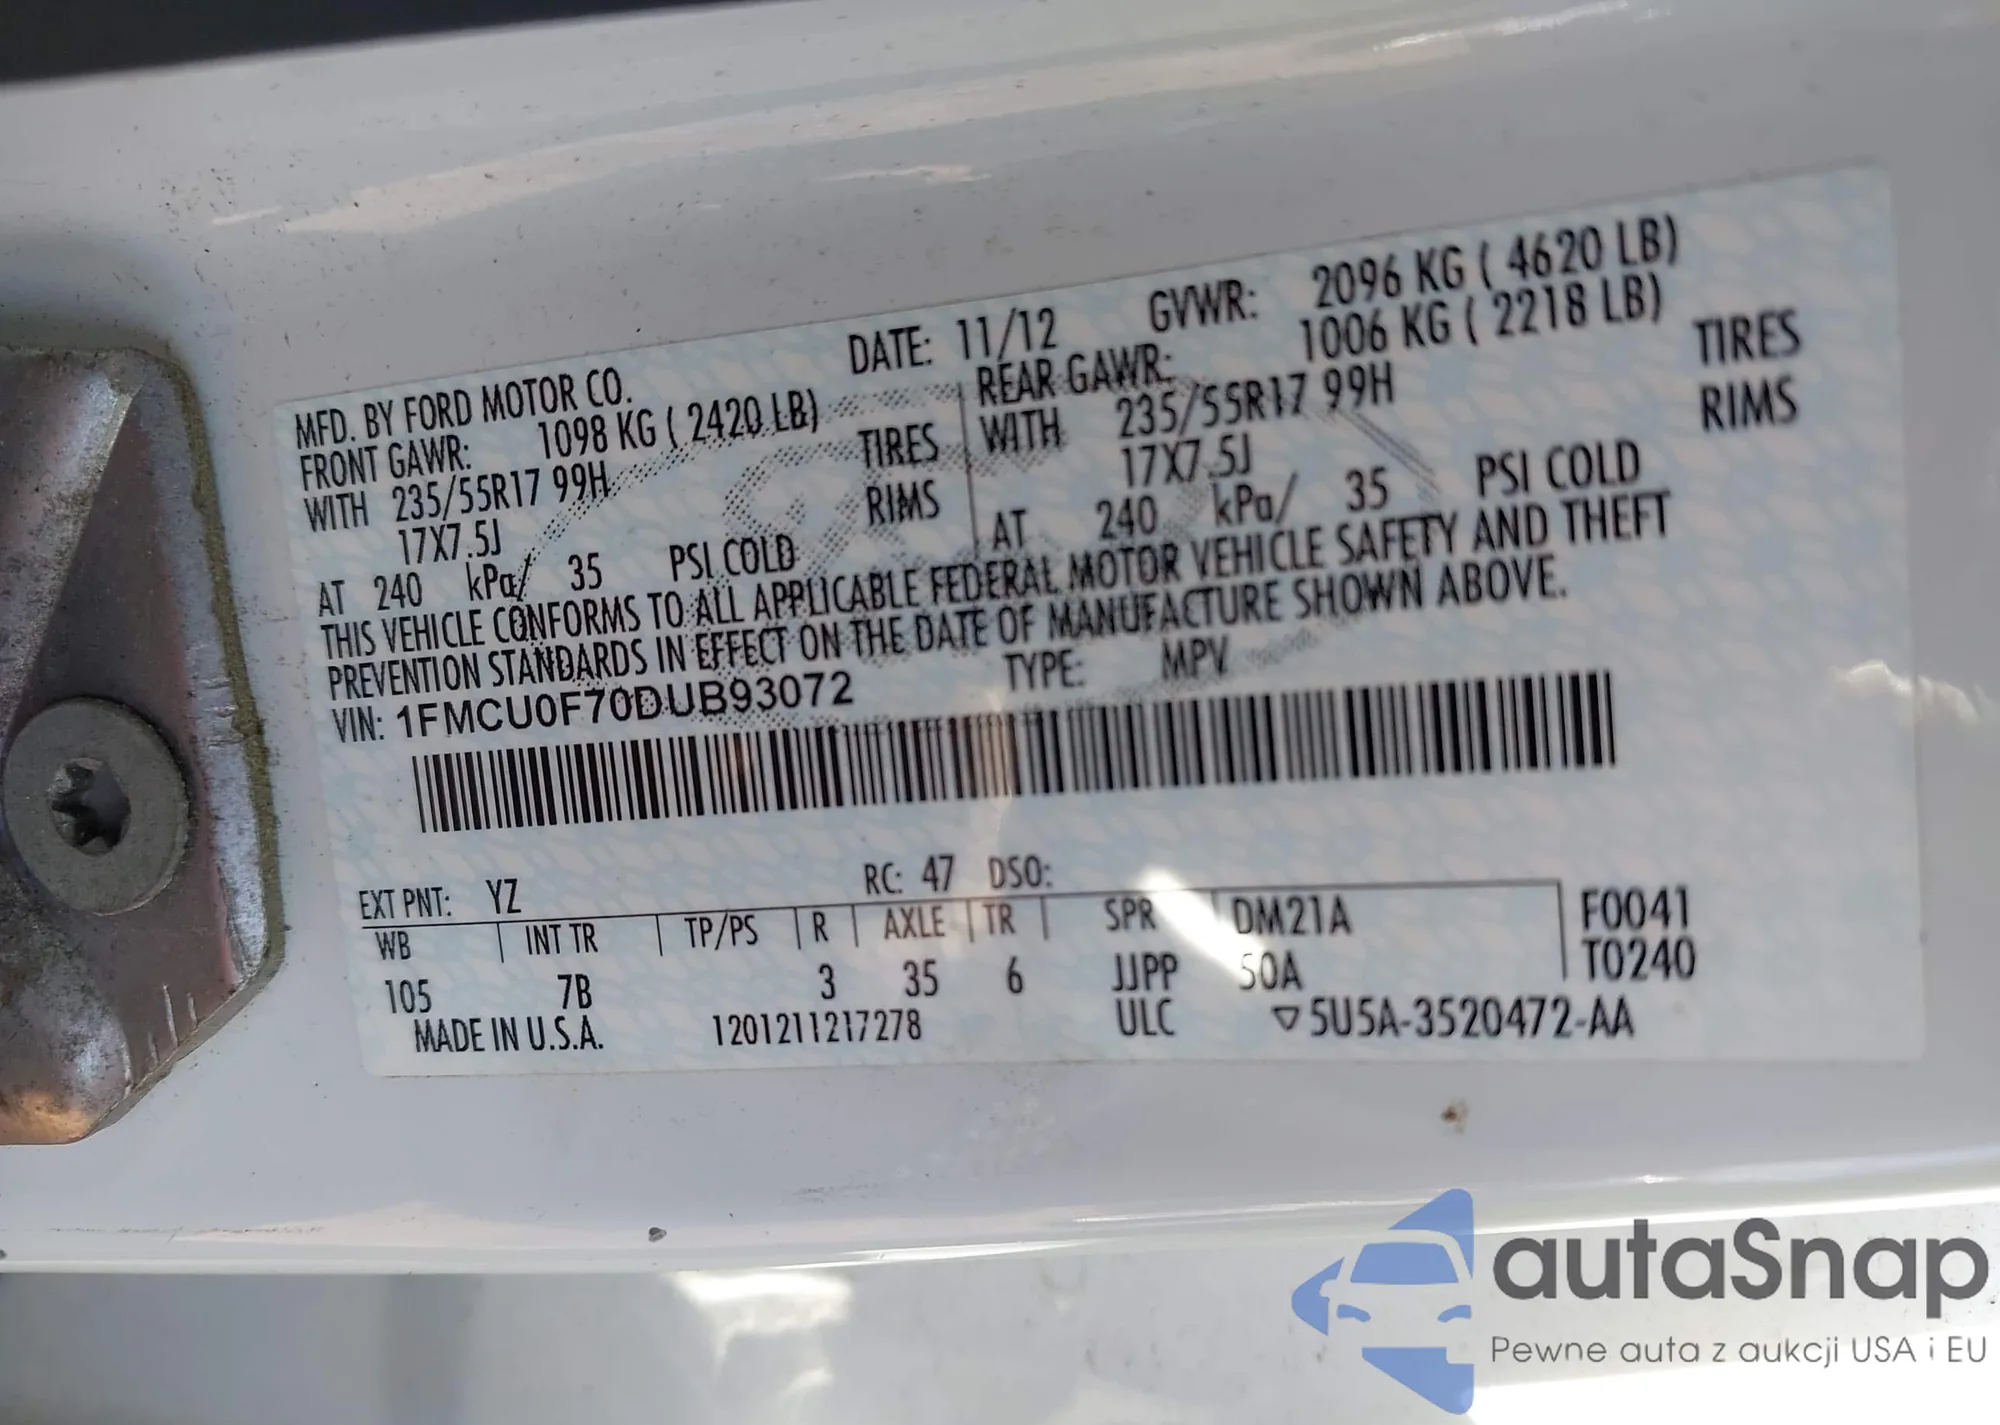 MFD. BY FORD MOTOR CO. DATE: 11/12 GVWR: 2096 KG ( 4620 LB)
FRONT GAWR: 1098 KG ( 2420 LB) REAR GAWR: 1006 KG ( 2218 LB)
WITH 235/55R17 99H TIRES WITH 235/55R17 99H TIRES
17X7.5J RIMS 17X7.5J RIMS
AT 240 kPa/ 35 PSI COLD AT 240 kPa/ 35 PSI COLD
THIS VEHICLE CONFORMS TO ALL APPLICABLE FEDERAL MOTOR VEHICLE SAFETY AND THEFT
PREVENTION STANDARDS IN EFFECT ON THE DATE OF MANUFACTURE SHOWN ABOVE.
VIN: 1FMCU0F70DUB93072 TYPE: MPV
EXT PNT: YZ RC: 47 DSO:
WB INT TR TP/PS R AXLE TR SPR DM21A F0041
105 7B 3 35 6 JJPP 50A T0240
MADE IN U.S.A. 1201211217278 ULC ▽5U5A-3520472-AA
autaSnap
Pewne auta z aukcji USA i EU